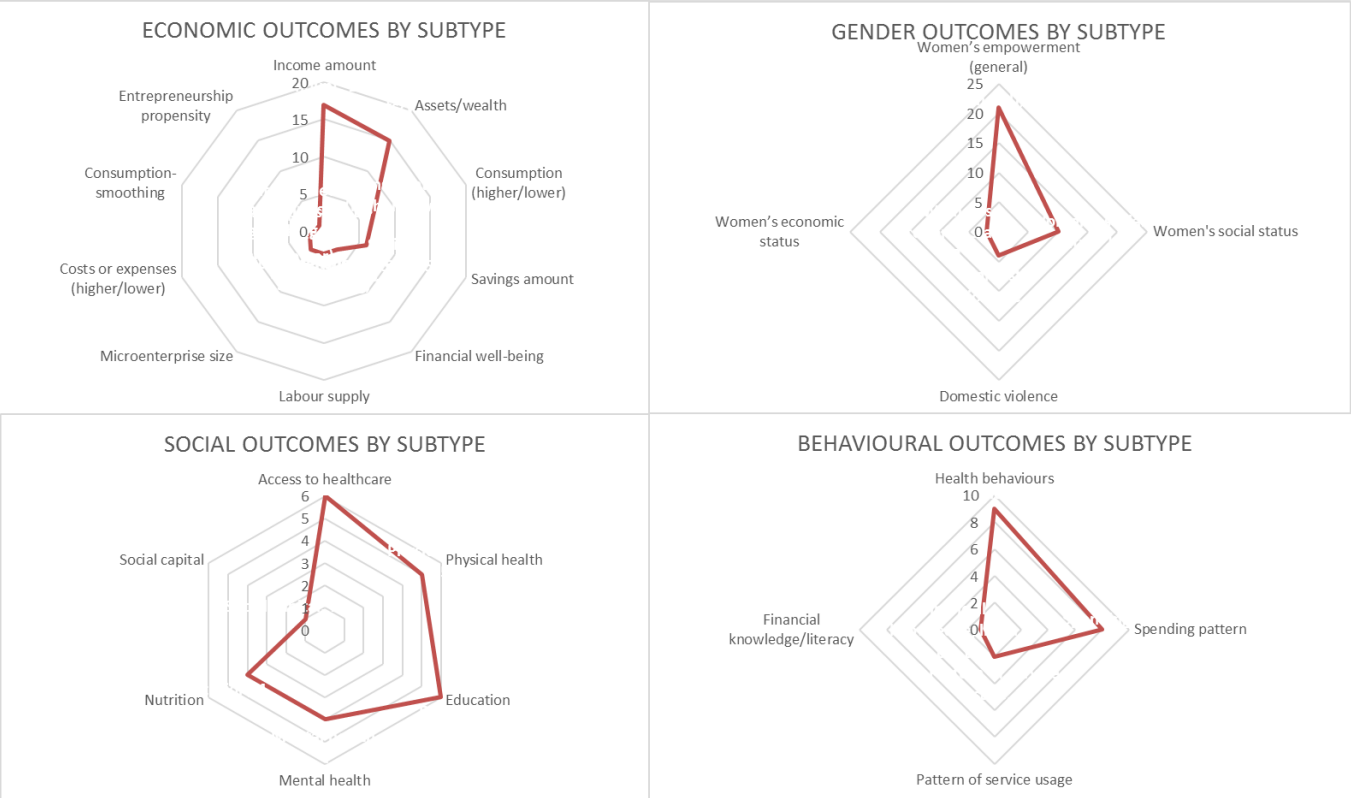 ECONOMIC OUTCOMES BY SUBTYPE
Income amount
20
15
10
5
0
Assets/wealth
Consumption
(higher/lower)
Savings amount
Financial well-being
Labour supply
Microenterprise size
Costs or expenses
(higher/lower)
Consumption-
smoothing
Entrepreneurship
propensity
GENDER OUTCOMES BY SUBTYPE
Women’s empowerment
(general)
25
20
15
10
5
0
Women's social status
Domestic violence
Women’s economic
status
SOCIAL OUTCOMES BY SUBTYPE
Access to healthcare
6
5
4
3
2
1
0
Physical health
Education
Mental health
Nutrition
Social capital
BEHAVIOURAL OUTCOMES BY SUBTYPE
Health behaviours
10
8
6
4
2
0
Spending pattern
Pattern of service usage
Financial
knowledge/literacy